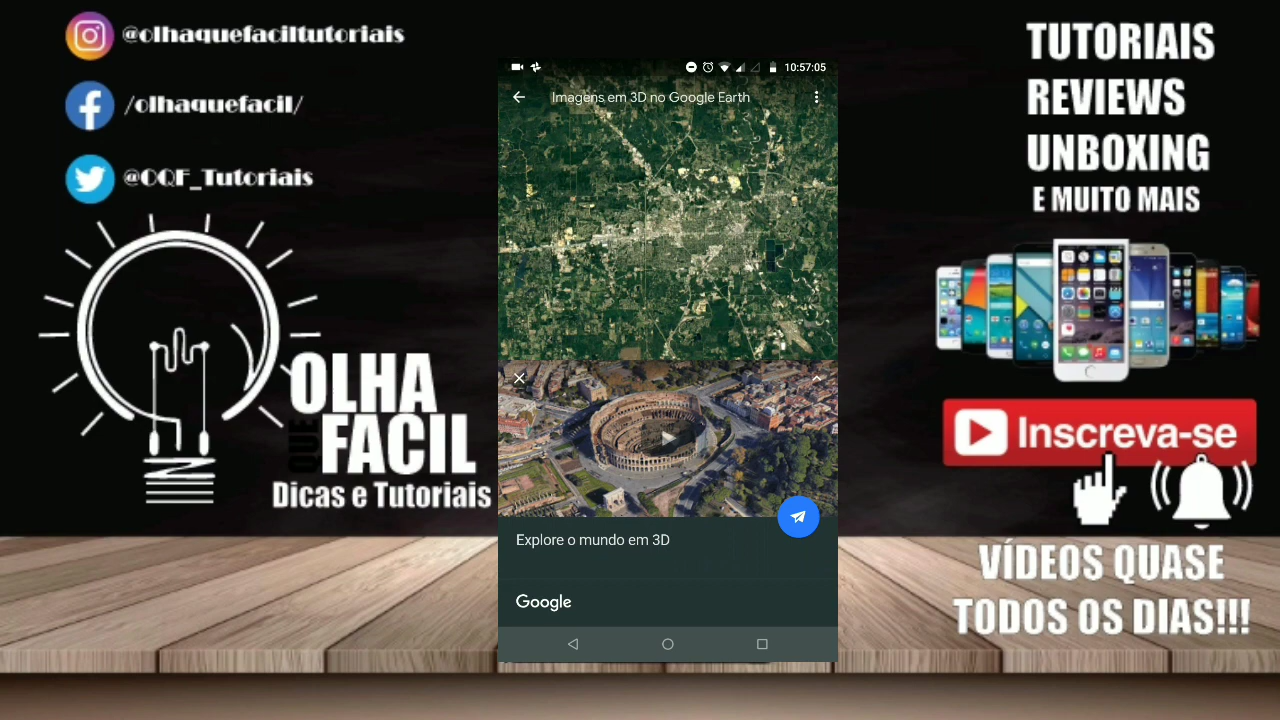 @olhaquefaciltutoriais
/olhaquefacil/
@OQF_Tutoriais
OLHA
QUE
FACIL
Dicas e Tutoriais
10:57:05
Imagens em 3D no Google Earth
Explore o mundo em 3D
Google
TUTORIAIS
REVIEWS
UNBOXING
E MUITO MAIS
Inscreva-se
VÍDEOS QUASE
TODOS OS DIAS!!!